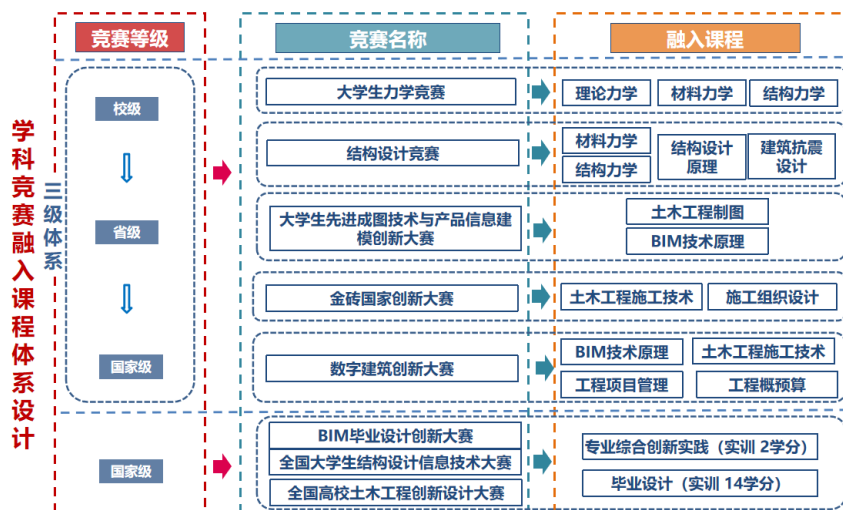 学科竞赛融入课程体系设计
三级体系
竞赛等级
竞赛名称
融入课程
校级
省级
国家级
大学生力学竞赛
理论力学
材料力学
结构力学
结构设计竞赛
材料力学
结构力学
结构设计
原理
建筑抗震
设计
大学生先进成图技术与产品信息建
模创新大赛
土木工程制图
BIM技术原理
金砖国家创新大赛
土木工程施工技术
施工组织设计
数字建筑创新大赛
BIM技术原理
土木工程施工技术
工程项目管理
工程概预算
国家级
BIM毕业设计创新大赛
全国大学生结构设计信息技术大赛
全国高校土木工程创新设计大赛
专业综合创新实践（实训 2学分）
毕业设计（实训 14学分）